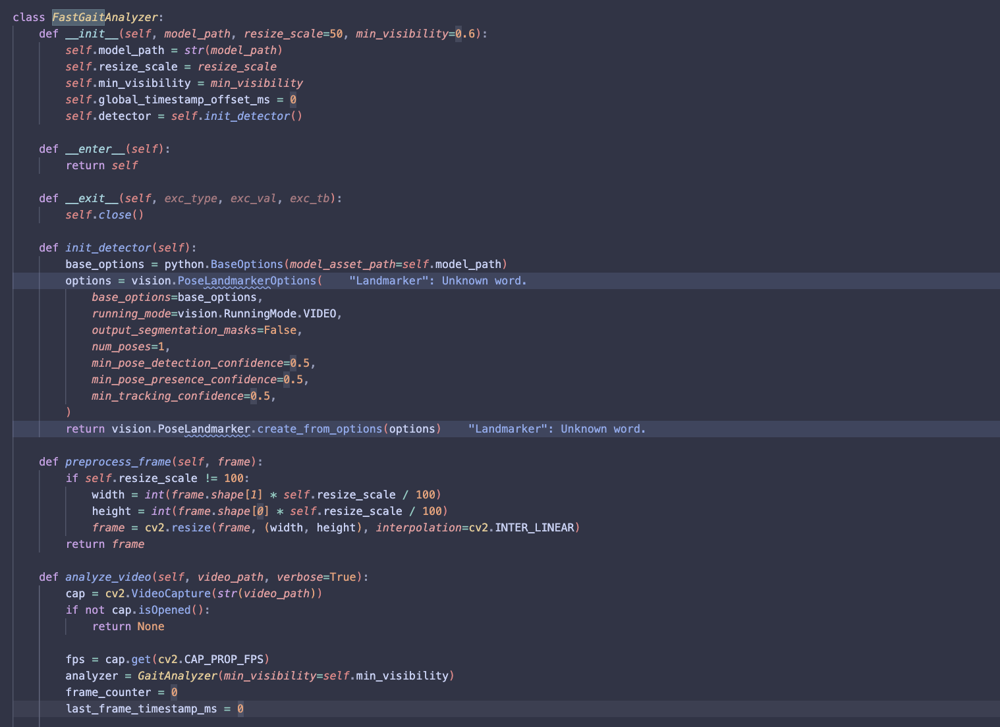 class FastGaitAnalyzer:
    def __init__(self, model_path, resize_scale=50, min_visibility=0.6):
        self.model_path = str(model_path)
        self.resize_scale = resize_scale
        self.min_visibility = min_visibility
        self.global_timestamp_offset_ms = 0
        self.detector = self.init_detector()

    def __enter__(self):
        return self

    def __exit__(self, exc_type, exc_val, exc_tb):
        self.close()

    def init_detector(self):
        base_options = python.BaseOptions(model_asset_path=self.model_path)
        options = vision.PoseLandmarkerOptions(    "Landmarker": Unknown word.
            base_options=base_options,
            running_mode=vision.RunningMode.VIDEO,
            output_segmentation_masks=False,
            num_poses=1,
            min_pose_detection_confidence=0.5,
            min_pose_presence_confidence=0.5,
            min_tracking_confidence=0.5,
        )
        return vision.PoseLandmarker.create_from_options(options)    "Landmarker": Unknown word.

    def preprocess_frame(self, frame):
        if self.resize_scale != 100:
            width = int(frame.shape[1] * self.resize_scale / 100)
            height = int(frame.shape[0] * self.resize_scale / 100)
            frame = cv2.resize(frame, (width, height), interpolation=cv2.INTER_LINEAR)
        return frame

    def analyze_video(self, video_path, verbose=True):
        cap = cv2.VideoCapture(str(video_path))
        if not cap.isOpened():
            return None

        fps = cap.get(cv2.CAP_PROP_FPS)
        analyzer = GaitAnalyzer(min_visibility=self.min_visibility)
        frame_counter = 0
        last_frame_timestamp_ms = 0